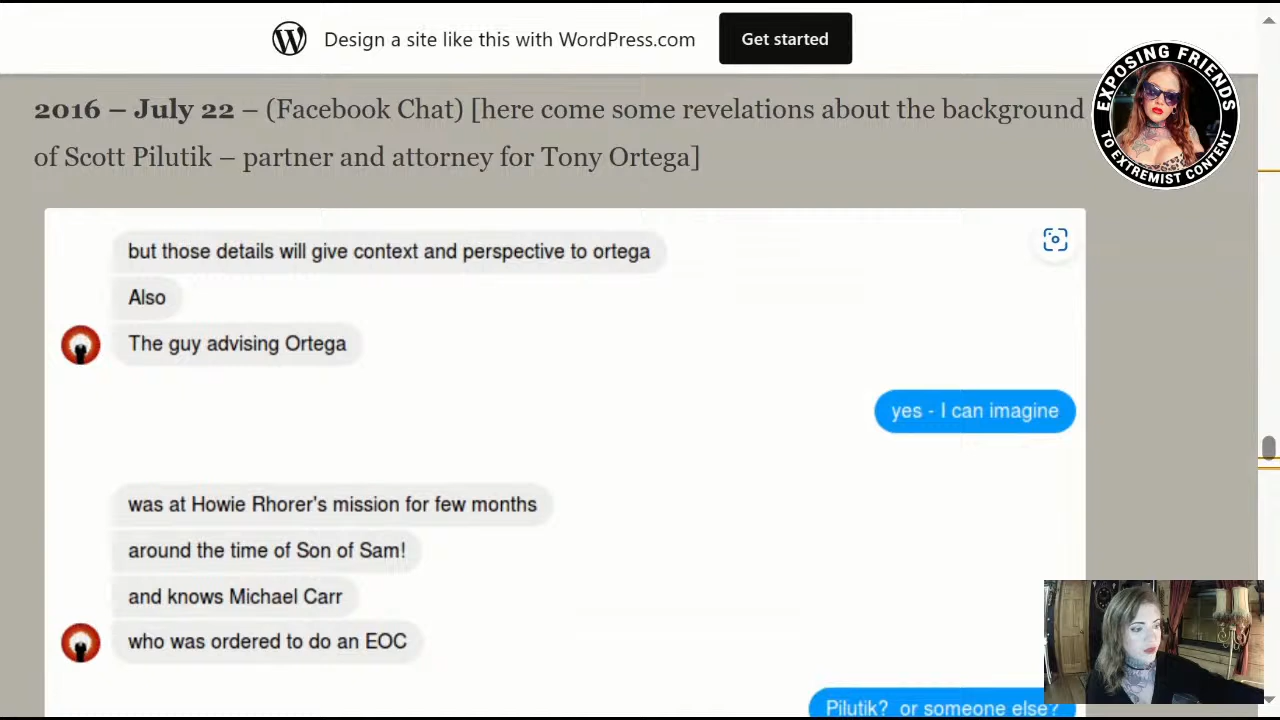 Design a site like this with WordPress.com
Get started
2016 – July 22 – (Facebook Chat) [here come some revelations about the background
of Scott Pilutik – partner and attorney for Tony Ortega]
EXPOSING FRIENDS
TO EXTREMIST CONTENT
but those details will give context and perspective to ortega
Also
The guy advising Ortega
yes - I can imagine
was at Howie Rhorer's mission for few months
around the time of Son of Sam!
and knows Michael Carr
who was ordered to do an EOC
Pilutik? or someone else?